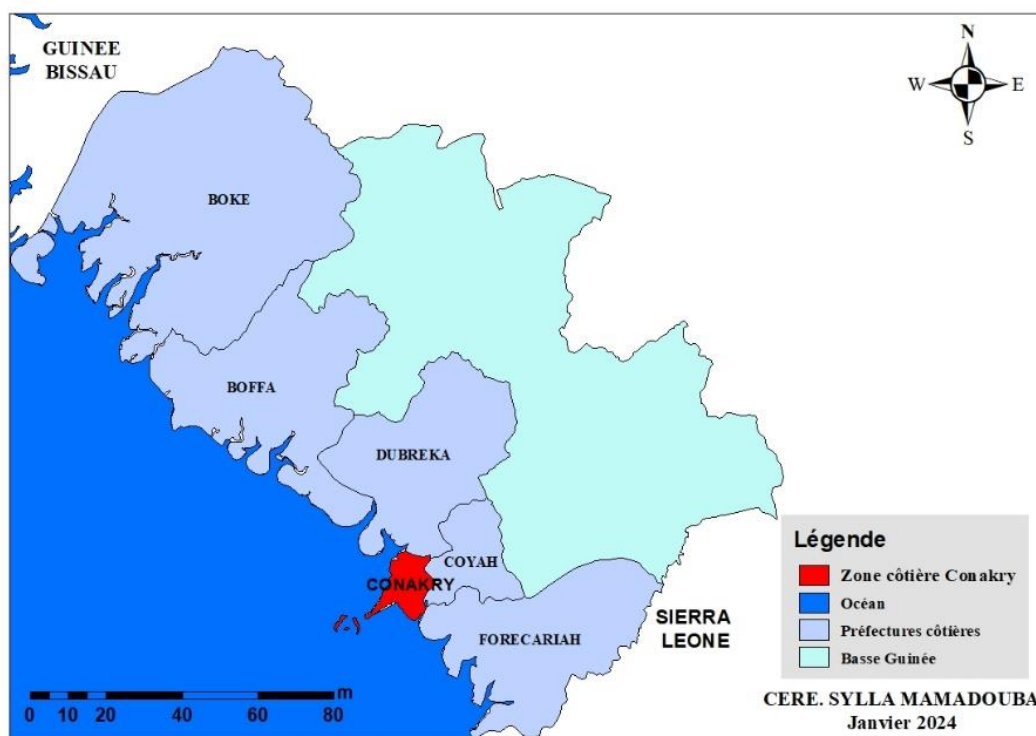 GUINEE
BISSAU
N
W
E
S
BOKE
BOFFA
DUBREKA
COYAH
CONAKRY
FORECARIAH
SIERRA
LEONE
Légende
Zone côtière Conakry
Océan
Préfectures côtières
Basse Guinée
m
0 10 20 40 60 80
CERE. SYLLA MAMADOUBA
Janvier 2024